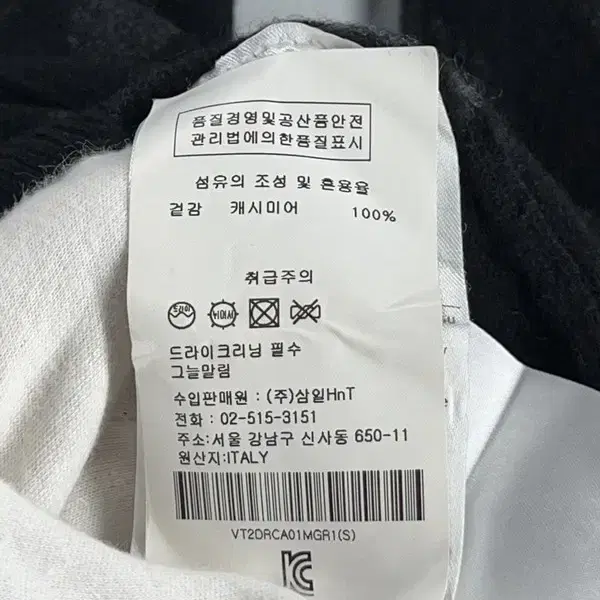 품질경영및공산품안전
관리법에의한품질표시
섬유의 조성 및 혼용율
겉감 캐시미어 100%
취급주의
드라이
드라이크리닝 필수
그늘말림
수입판매원 : (주)삼일HnT
전화 : 02-515-3151
주소:서울 강남구 신사동 650-11
원산지:ITALY
VT2DRCA01MGR1(S)